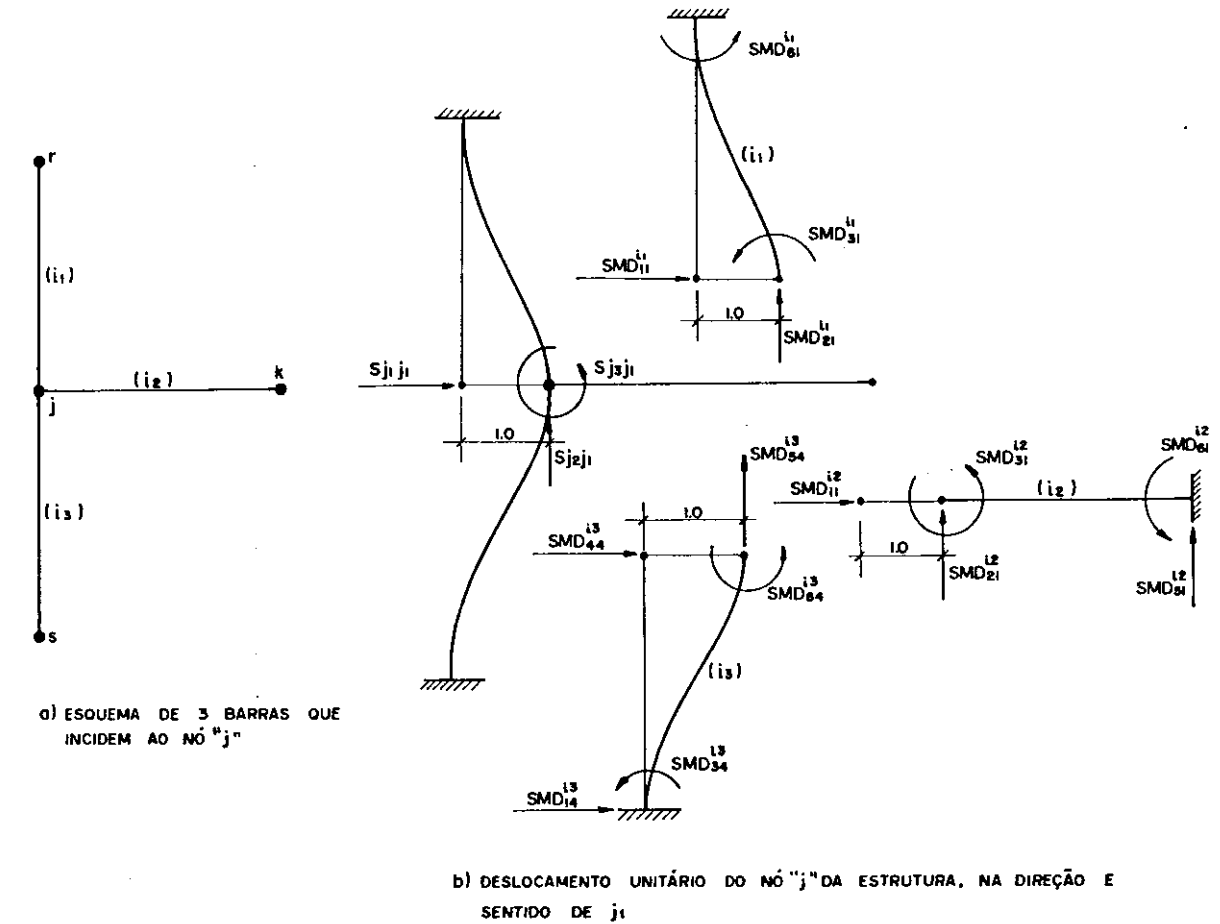 r
(i1)
(i2)
k
j
(i3)
s
a) ESQUEMA DE 3 BARRAS QUE
INCIDEM AO NÓ "j"
Sj1j1
Sj3j1
1.0
Sj2j1
SMD61^i1
(i1)
SMD31^i1
SMD11^i1
1.0
SMD21^i1
SMD54^i3
1.0
SMD44^i3
SMD64^i3
(i3)
SMD34^i3
SMD14^i3
SMD11^i2
SMD31^i2
(i2)
SMD61^i2
1.0
SMD21^i2
SMD51^i2
b) DESLOCAMENTO UNITÁRIO DO NÓ "j" DA ESTRUTURA, NA DIREÇÃO E
SENTIDO DE j1